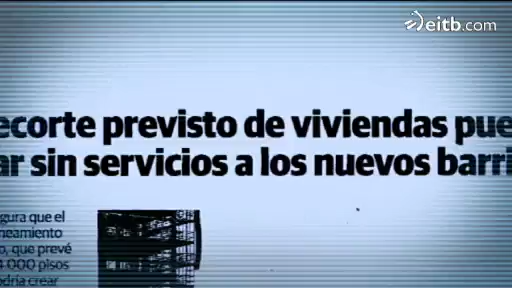 eitb.com
ecorte previsto de viviendas pue
ar sin servicios a los nuevos barri
gura que el
neamiento
o, que prevé
000 pisos
odría crear